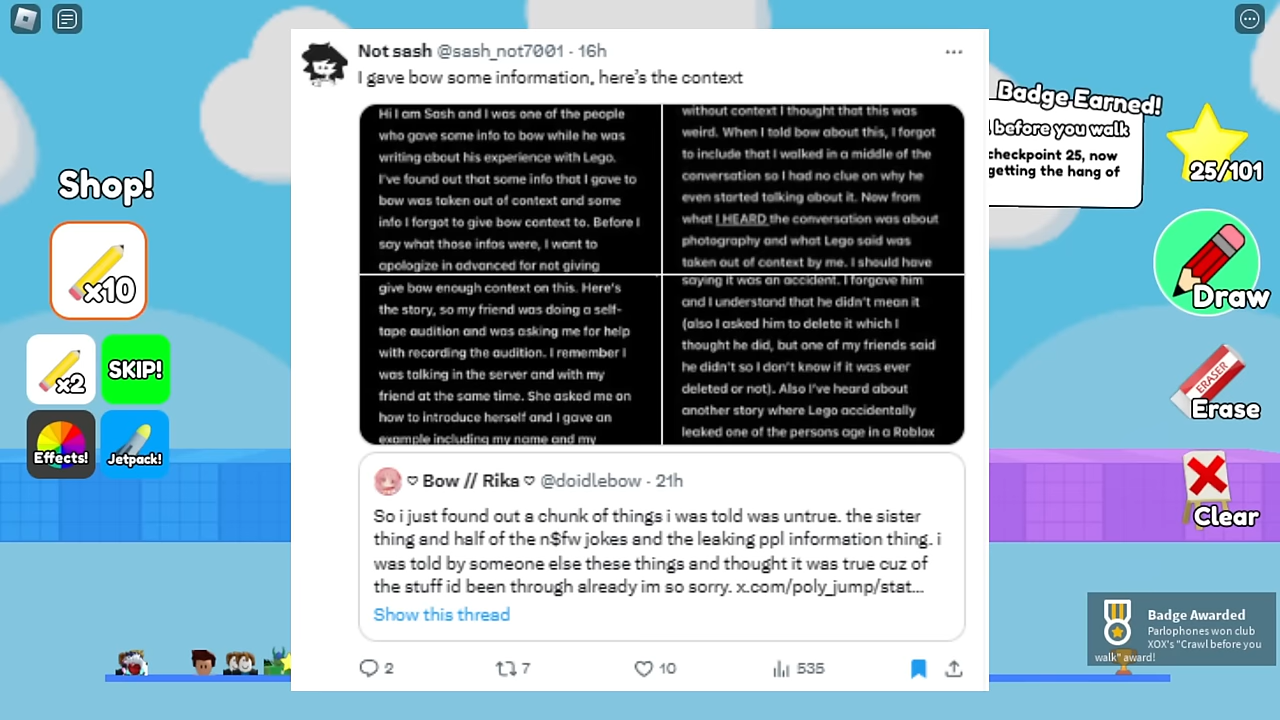 Shop!
x10
x2
SKIP!
Effects!
Jetpack!
Not sash @sash_not7001 · 16h
I gave bow some information, here's the context
Hi I am Sash and I was one of the people
who gave some info to bow while he was
writing about his experience with Lego.
I've found out that some info that I gave to
bow was taken out of context and some
info I forgot to give bow context to. Before I
say what those infos were, I want to
apologize in advanced for not giving
without context I thought that this was
weird. When I told bow about this, I forgot
to include that I walked in a middle of the
conversation so I had no clue on why he
even started talking about it. Now from
what I HEARD the conversation was about
photography and what Lego said was
taken out of context by me. I should have
give bow enough context on this. Here's
the story, so my friend was doing a self-
tape audition and was asking me for help
with recording the audition. I remember I
was talking in the server and with my
friend at the same time. She asked me on
how to introduce herself and I gave an
example including my name and my
saying it was an accident. I forgave him
and I understand that he didn't mean it
(also I asked him to delete it which I
thought he did, but one of my friends said
he didn't so I don't know if it was ever
deleted or not). Also I've heard about
another story where Lego accidentally
leaked one of the persons age in a Roblox
♡ Bow // Rika ♡ @doidlebow · 21h
So i just found out a chunk of things i was told was untrue. the sister
thing and half of the n$fw jokes and the leaking ppl information thing. i
was told by someone else these things and thought it was true cuz of
the stuff id been through already im so sorry. x.com/poly_jump/stat...
Show this thread
2
7
10
535
Badge Earned!
before you walk
checkpoint 25, now
getting the hang of
25/101
Draw
ERASER
Erase
Clear
Badge Awarded
Parlophones won club
XOX's "Crawl before you
walk" award!